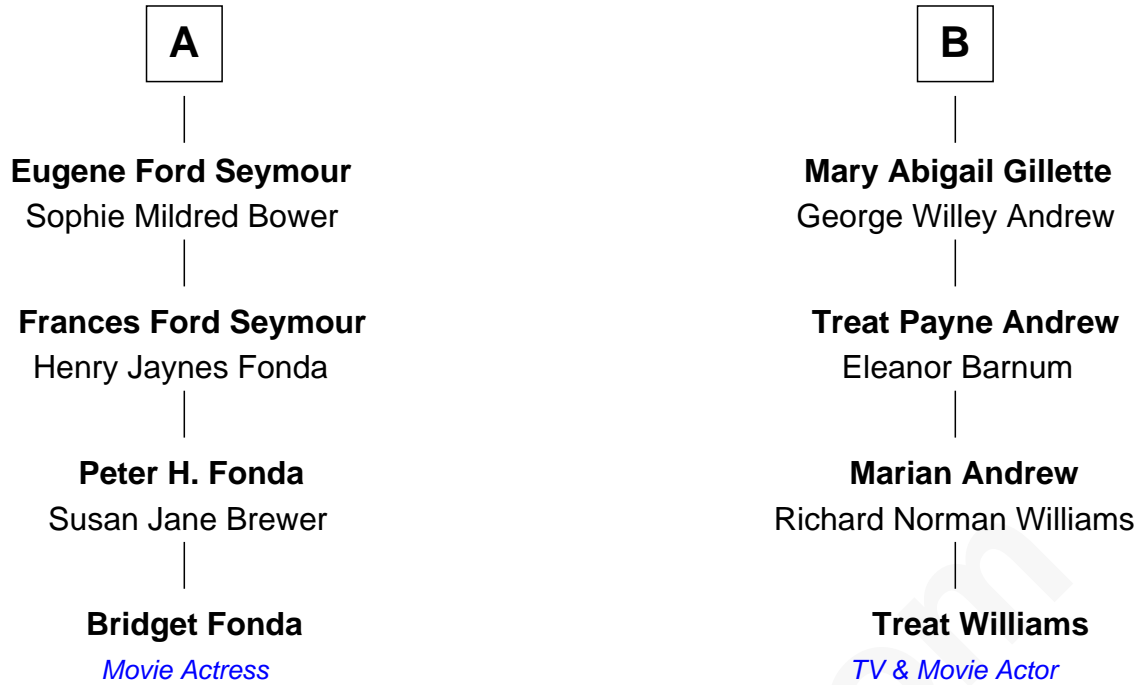 A
B
Eugene Ford Seymour
Sophie Mildred Bower
Mary Abigail Gillette
George Willey Andrew
Frances Ford Seymour
Henry Jaynes Fonda
Treat Payne Andrew
Eleanor Barnum
Peter H. Fonda
Susan Jane Brewer
Marian Andrew
Richard Norman Williams
Bridget Fonda
Movie Actress
Treat Williams
TV & Movie Actor